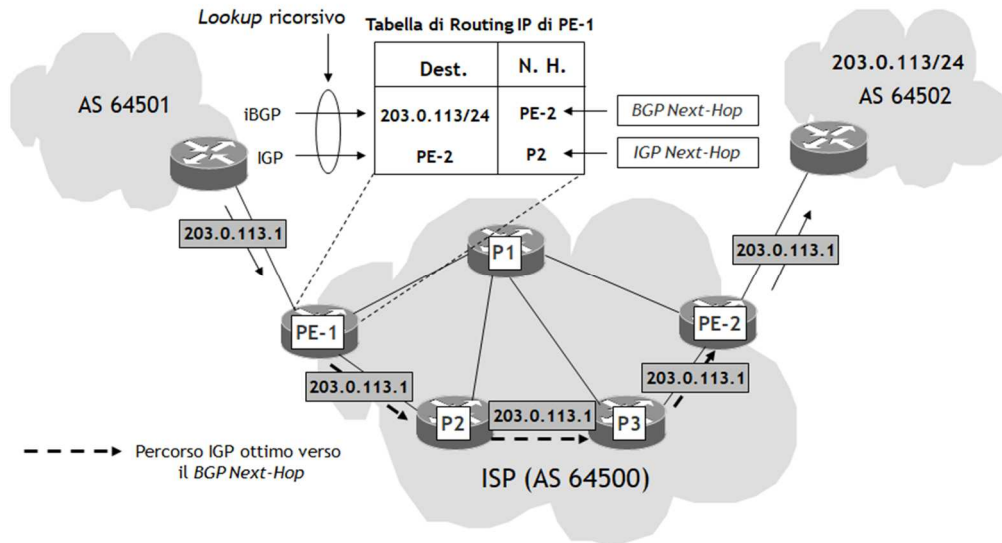 Lookup ricorsivo
Tabella di Routing IP di PE-1
Dest.
N. H.
iBGP
203.0.113/24
PE-2
BGP Next-Hop
IGP
PE-2
P2
IGP Next-Hop
AS 64501
203.0.113/24
AS 64502
203.0.113.1
203.0.113.1
P1
PE-1
PE-2
203.0.113.1
203.0.113.1
203.0.113.1
P2
P3
Percorso IGP ottimo verso
il BGP Next-Hop
ISP (AS 64500)